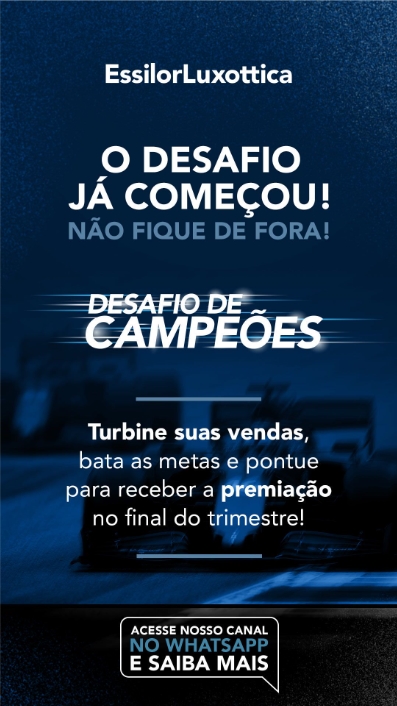 EssilorLuxottica
O DESAFIO
JÁ COMEÇOU!
NÃO FIQUE DE FORA!
DESAFIO DE
CAMPEÕES
Turbine suas vendas,
bata as metas e pontue
para receber a premiação
no final do trimestre!
ACESSE NOSSO CANAL
NO WHATSAPP
E SAIBA MAIS